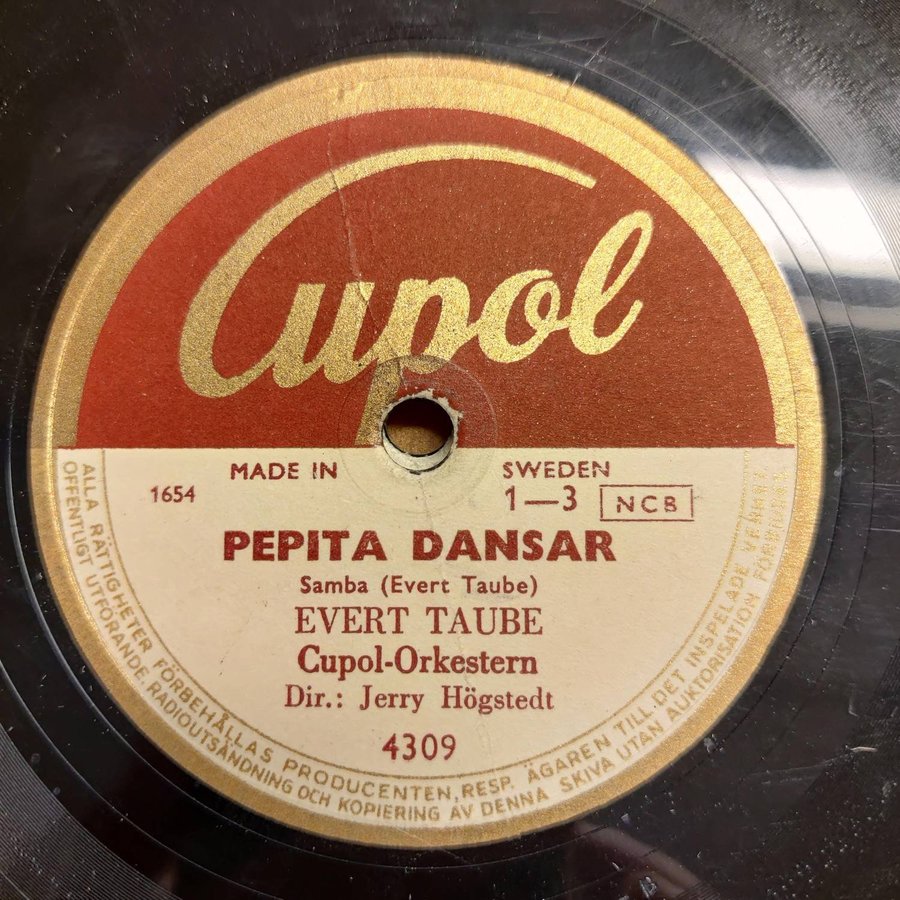 Cupol
MADE IN SWEDEN
1654 1—3 NCB
PEPITA DANSAR
Samba (Evert Taube)
EVERT TAUBE
Cupol-Orkestern
Dir.: Jerry Högstedt
4309
ALLA RÄTTIGHETER FÖRBEHÅLLAS PRODUCENTEN, RESP. ÄGAREN TILL DET INSPELADE VERKET
OFFENTLIGT UTFÖRANDE. RADIOUTSÄNDNING OCH KOPIERING AV DENNA SKIVA UTAN AUKTORISATION FÖRBJUDES